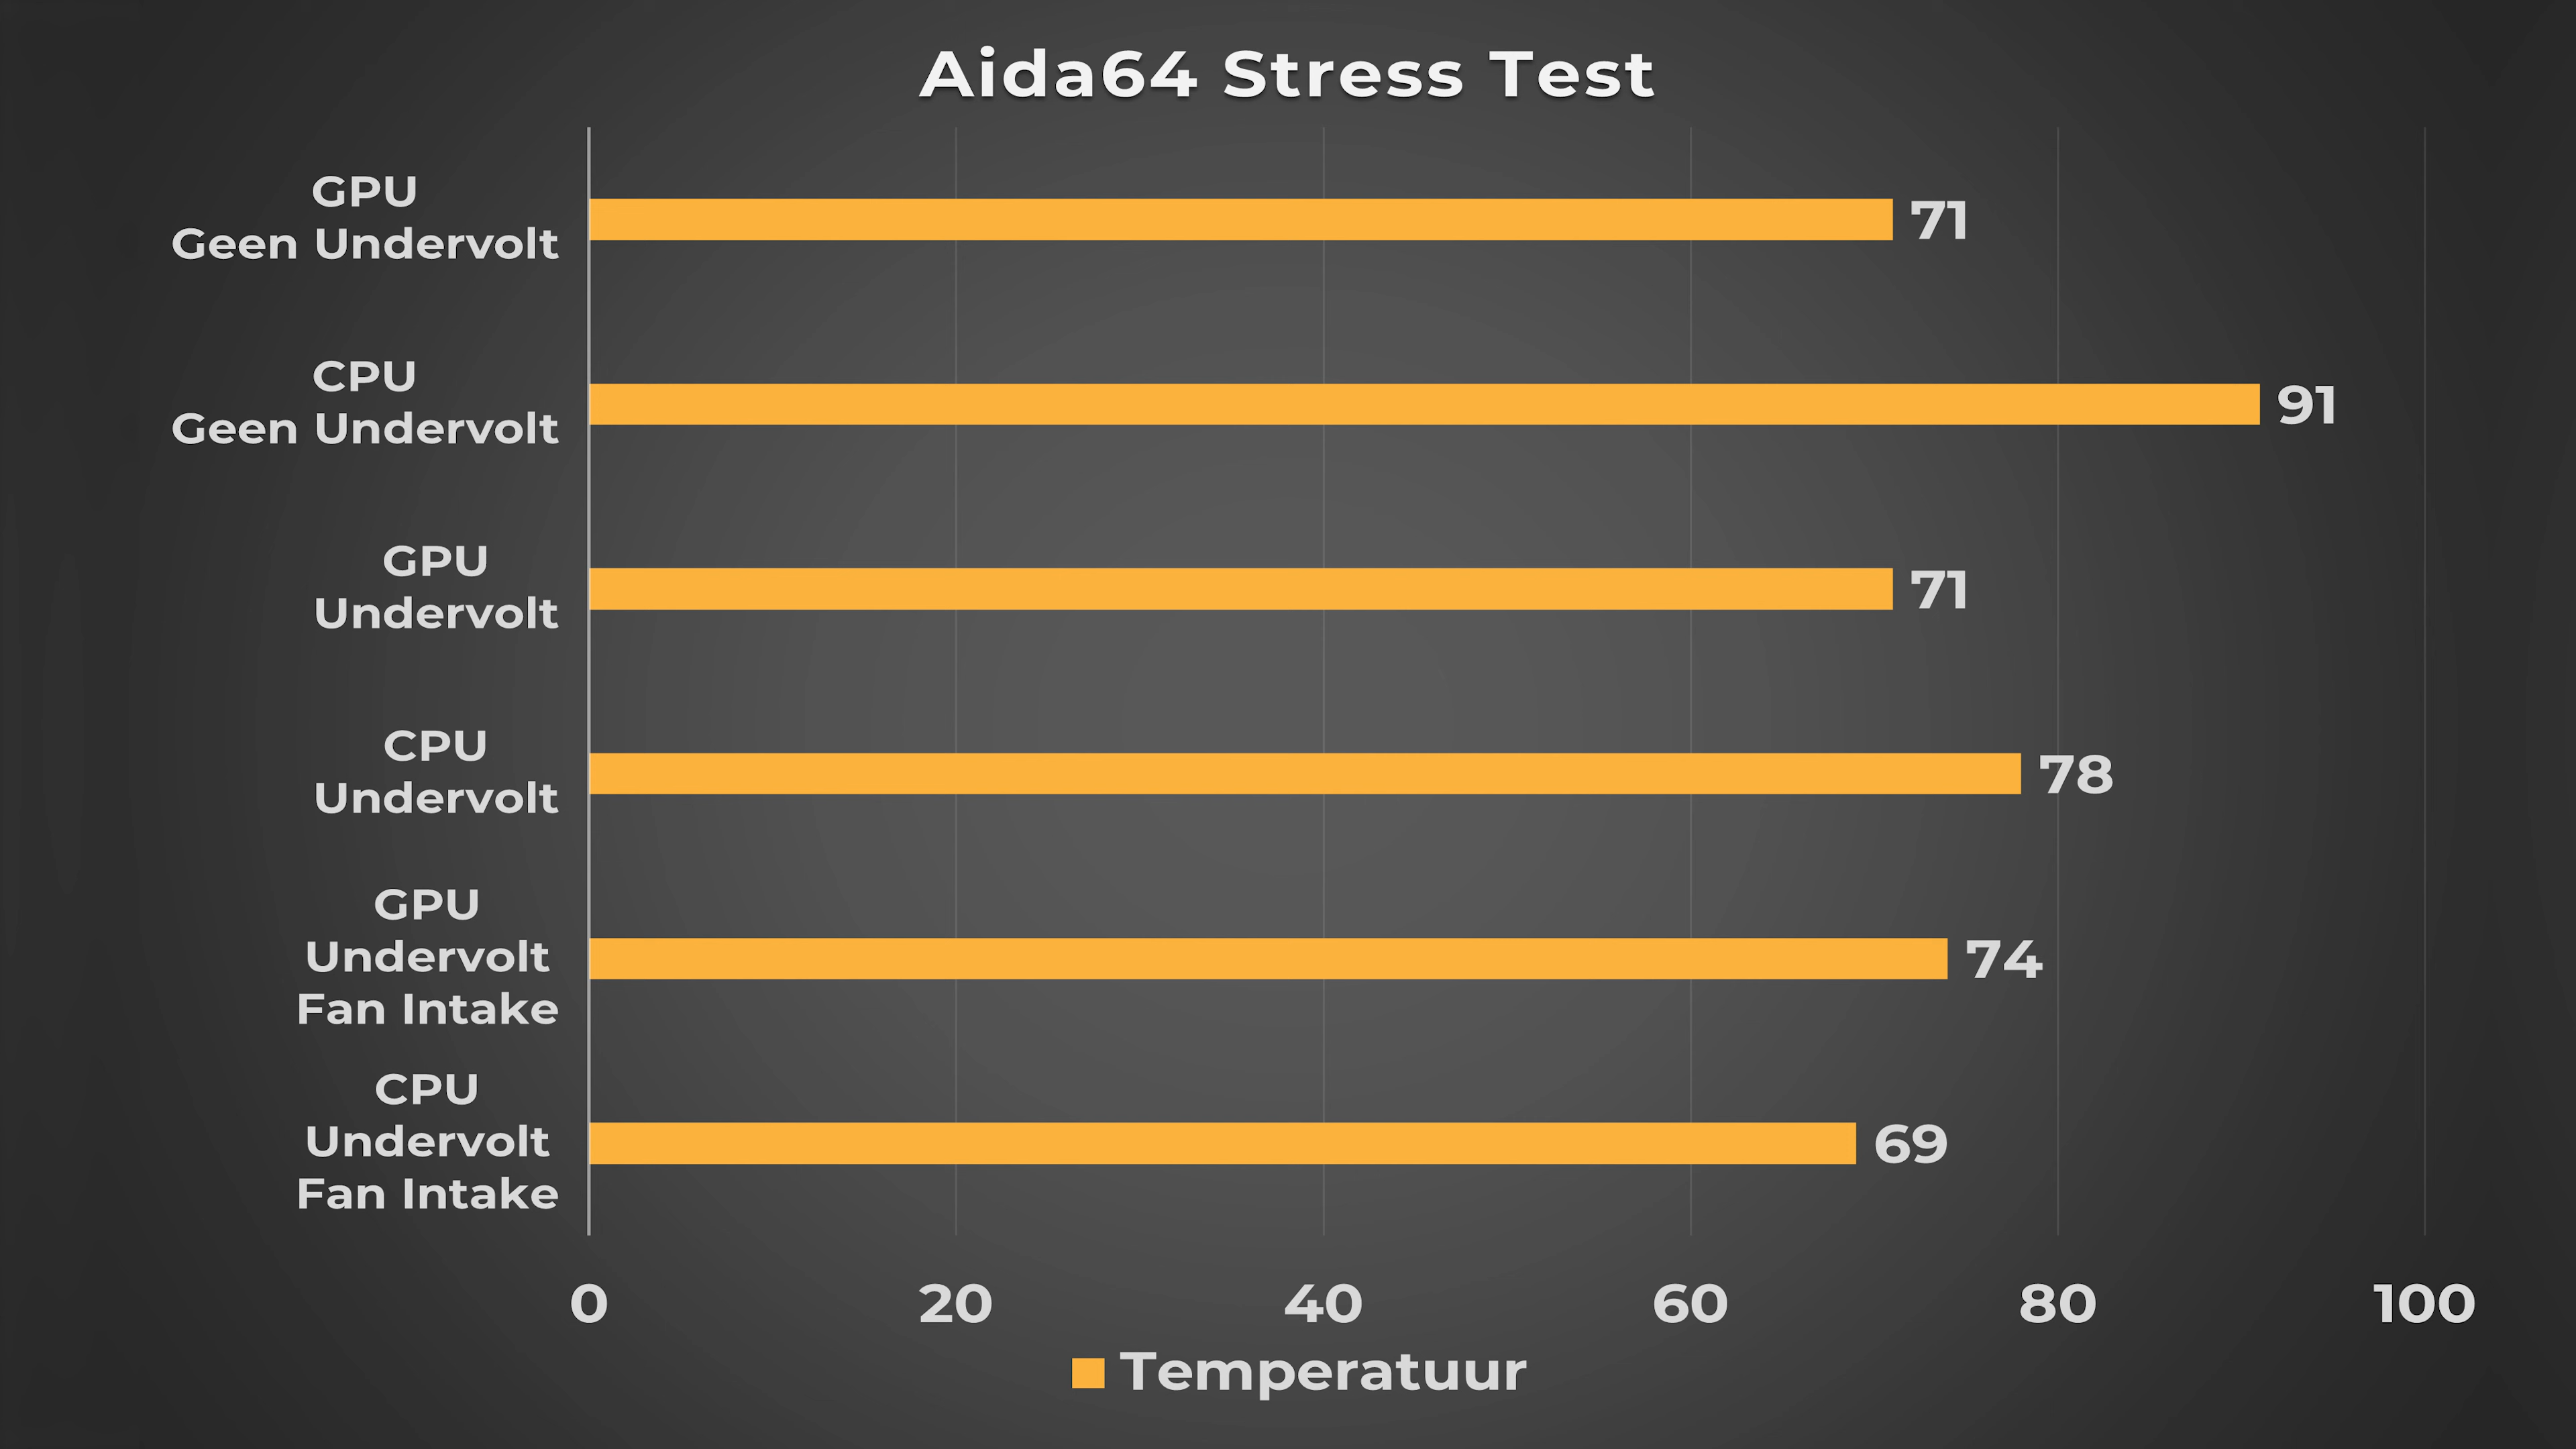 Aida64 Stress Test
GPU
Geen Undervolt
71
CPU
Geen Undervolt
91
GPU
Undervolt
71
CPU
Undervolt
78
GPU
Undervolt
Fan Intake
74
CPU
Undervolt
Fan Intake
69
0 20 40 60 80 100
Temperatuur